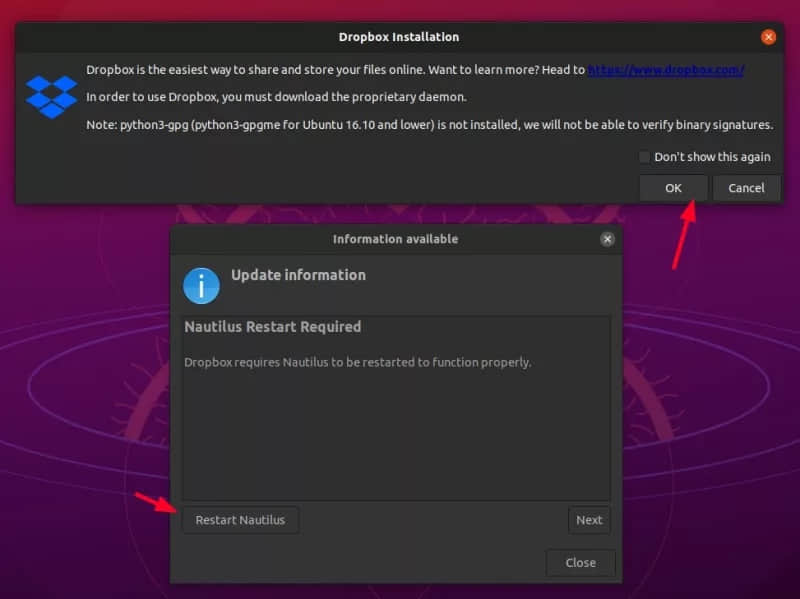 Dropbox Installation
Dropbox is the easiest way to share and store your files online. Want to learn more? Head to https://www.dropbox.com/
In order to use Dropbox, you must download the proprietary daemon.
Note: python3-gpg (python3-gpgme for Ubuntu 16.10 and lower) is not installed, we will not be able to verify binary signatures.
Don't show this again
OK Cancel
Information available
Update information
Nautilus Restart Required
Dropbox requires Nautilus to be restarted to function properly.
Restart Nautilus Next
Close